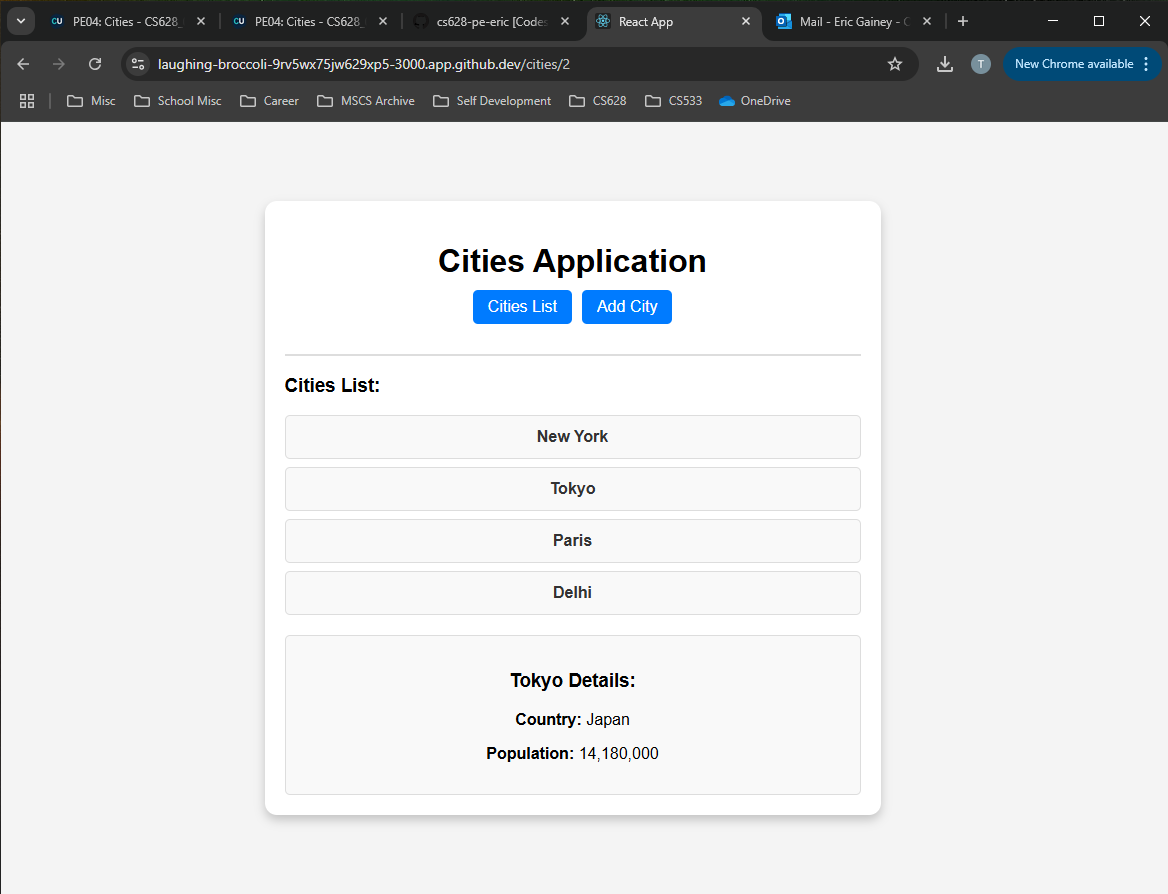 CU PE04: Cities - CS628_ CU PE04: Cities - CS628_ cs628-pe-eric [Codes React App Mail - Eric Gainey - C
laughing-broccoli-9rv5wx75jw629xp5-3000.app.github.dev/cities/2 T New Chrome available
Misc School Misc Career MSCS Archive Self Development CS628 CS533 OneDrive
Cities Application
Cities List Add City
Cities List:
New York
Tokyo
Paris
Delhi
Tokyo Details:
Country: Japan
Population: 14,180,000